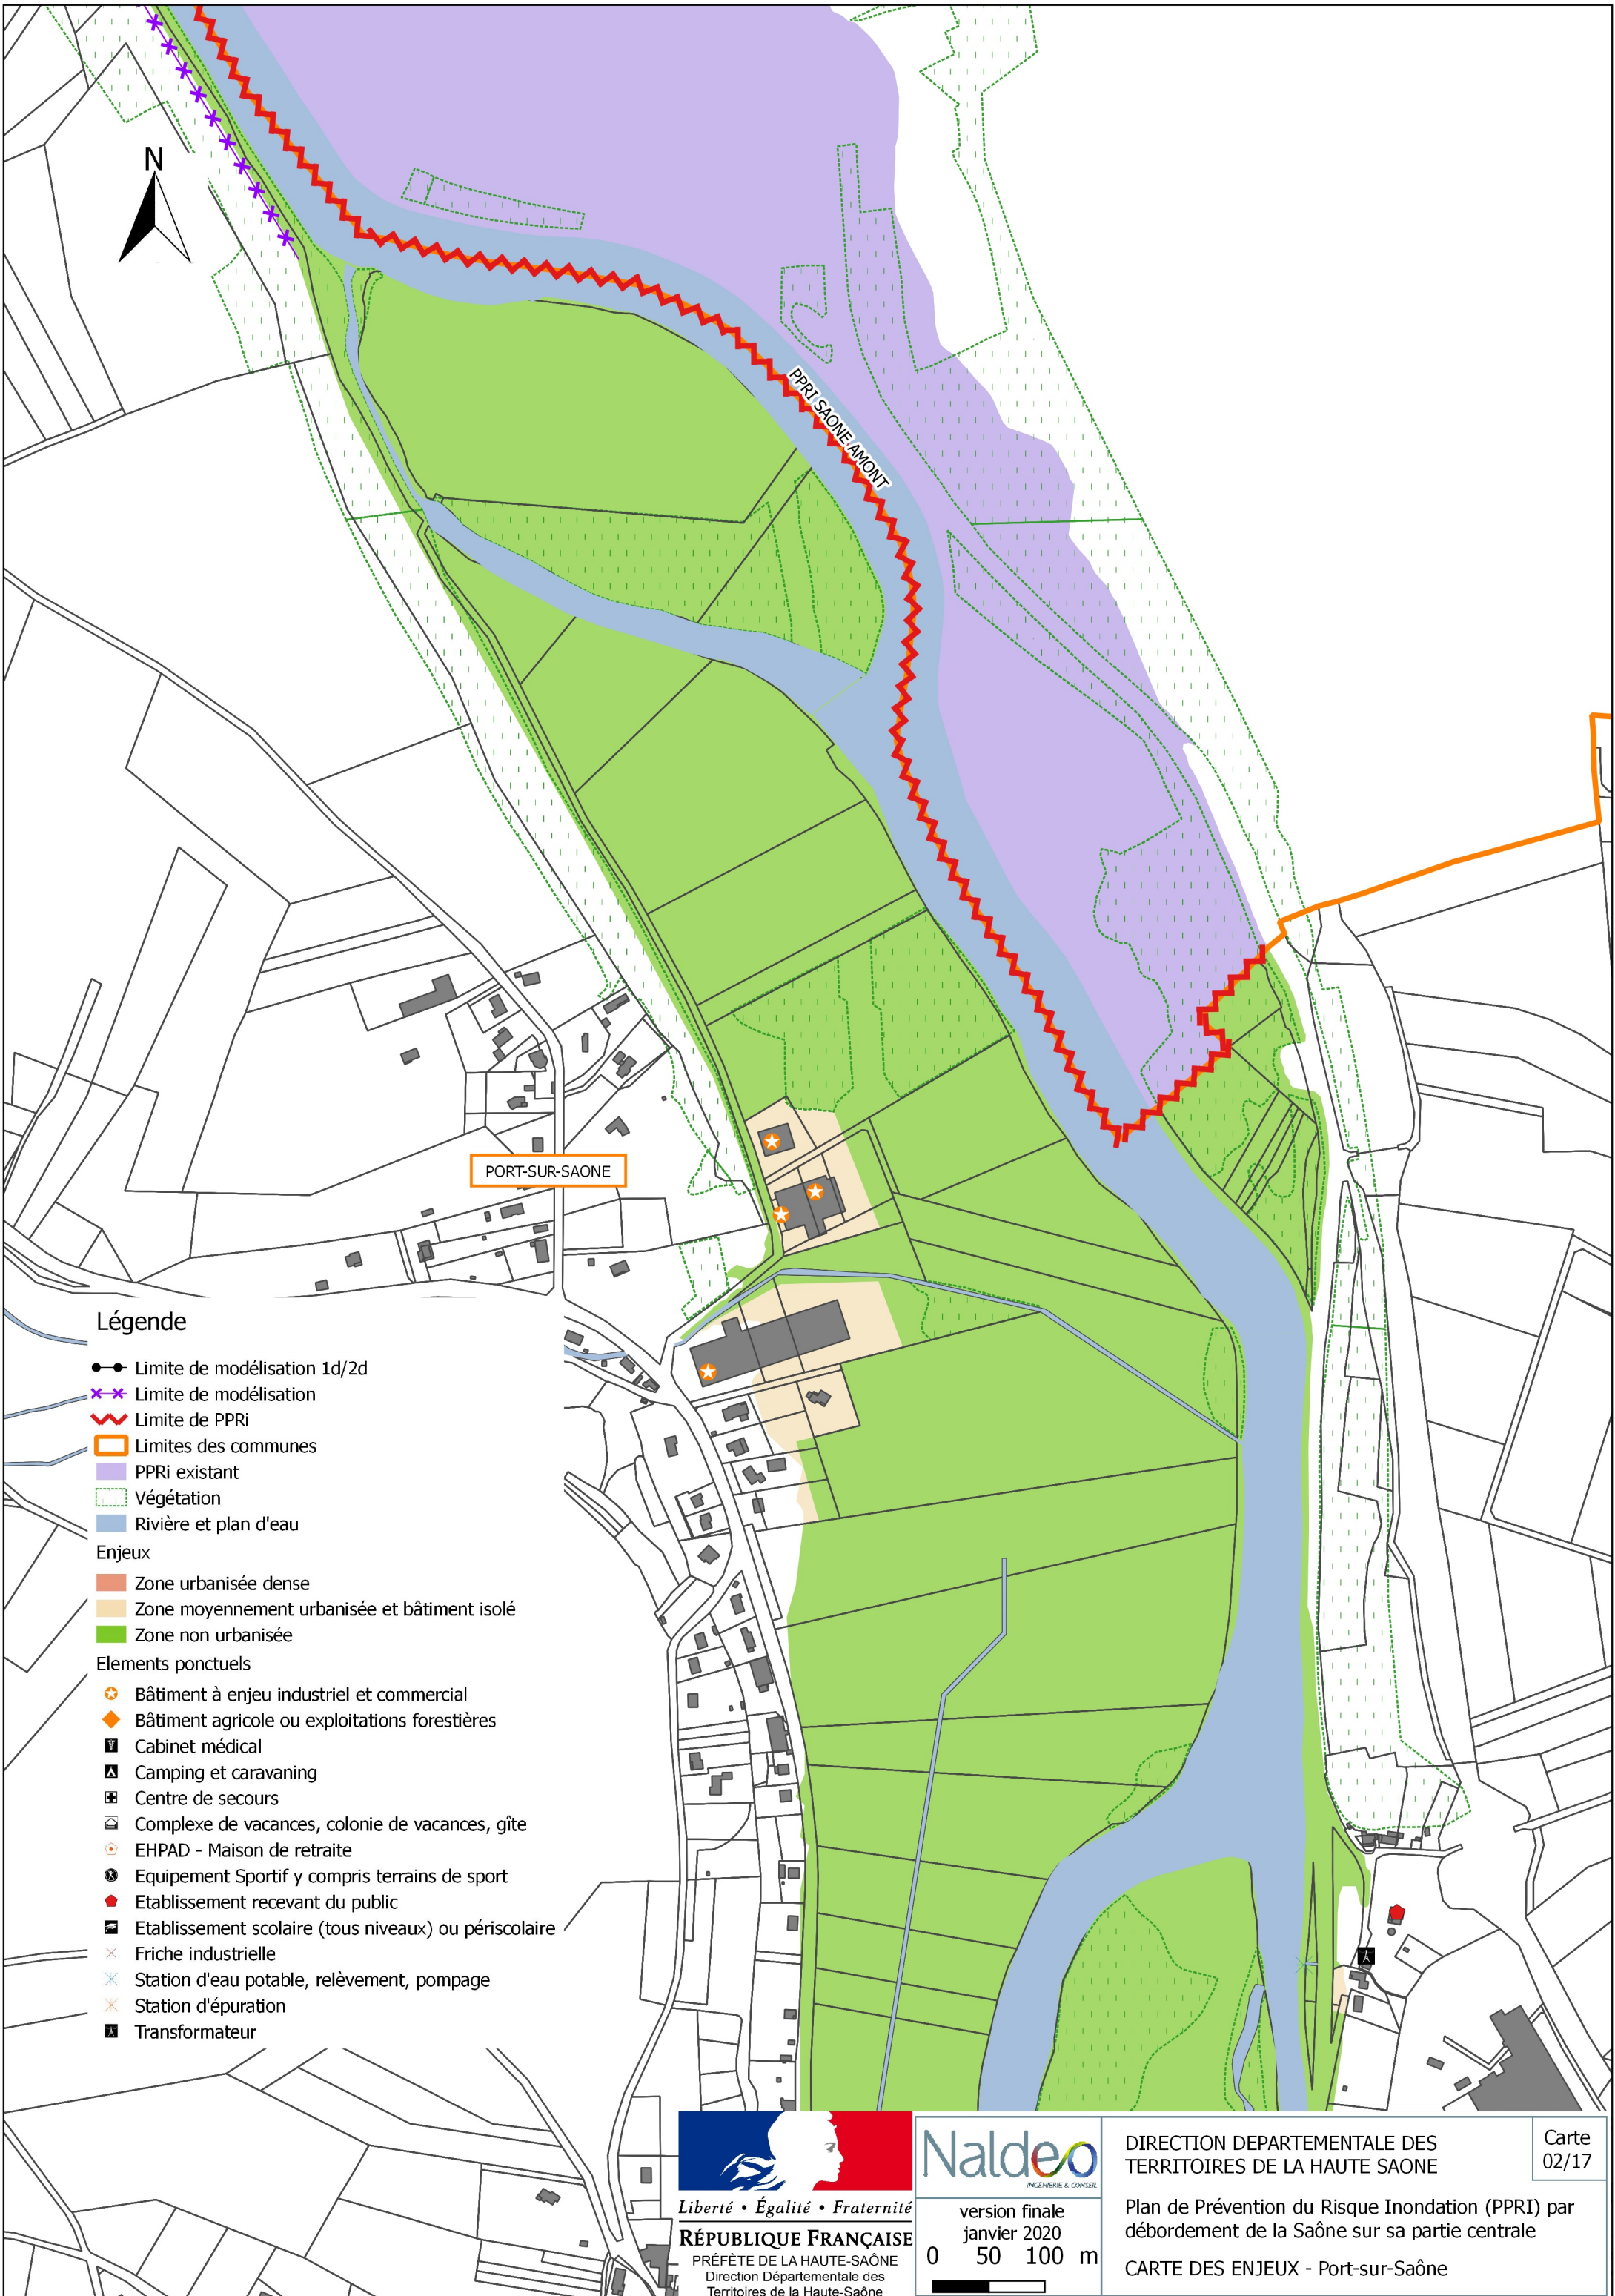 N
PPRI SAONE AMONT
PORT-SUR-SAONE
Légende
Limite de modélisation 1d/2d
Limite de modélisation
Limite de PPRi
Limites des communes
PPRi existant
Végétation
Rivière et plan d'eau
Enjeux
Zone urbanisée dense
Zone moyennement urbanisée et bâtiment isolé
Zone non urbanisée
Elements ponctuels
Bâtiment à enjeu industriel et commercial
Bâtiment agricole ou exploitations forestières
Cabinet médical
Camping et caravaning
Centre de secours
Complexe de vacances, colonie de vacances, gîte
EHPAD - Maison de retraite
Equipement Sportif y compris terrains de sport
Etablissement recevant du public
Etablissement scolaire (tous niveaux) ou périscolaire
Friche industrielle
Station d'eau potable, relèvement, pompage
Station d'épuration
Transformateur
Liberté • Égalité • Fraternité
RÉPUBLIQUE FRANÇAISE
PRÉFÈTE DE LA HAUTE-SAÔNE
Direction Départementale des
Territoires de la Haute-Saône
Naldeo
INGÉNIERIE & CONSEIL
version finale
janvier 2020
0 50 100 m
DIRECTION DEPARTEMENTALE DES
TERRITOIRES DE LA HAUTE SAONE
Carte
02/17
Plan de Prévention du Risque Inondation (PPRI) par
débordement de la Saône sur sa partie centrale
CARTE DES ENJEUX - Port-sur-Saône